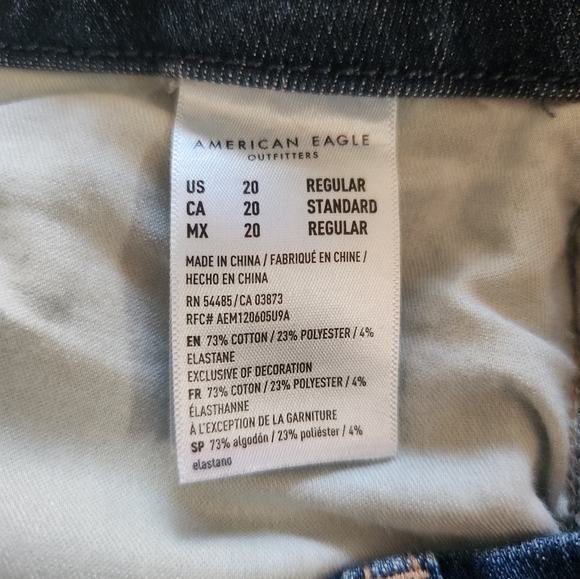 AMERICAN EAGLE
OUTFITTERS
US 20 REGULAR
CA 20 STANDARD
MX 20 REGULAR
MADE IN CHINA / FABRIQUÉ EN CHINE /
HECHO EN CHINA
RN 54485/CA 03873
RFC# AEM120605U9A
EN 73% COTTON / 23% POLYESTER / 4%
ELASTANE
EXCLUSIVE OF DECORATION
FR 73% COTON / 23% POLYESTER / 4%
ÉLASTHANNE
À L'EXCEPTION DE LA GARNITURE
SP 73% algodón / 23% poliéster / 4%
elastano